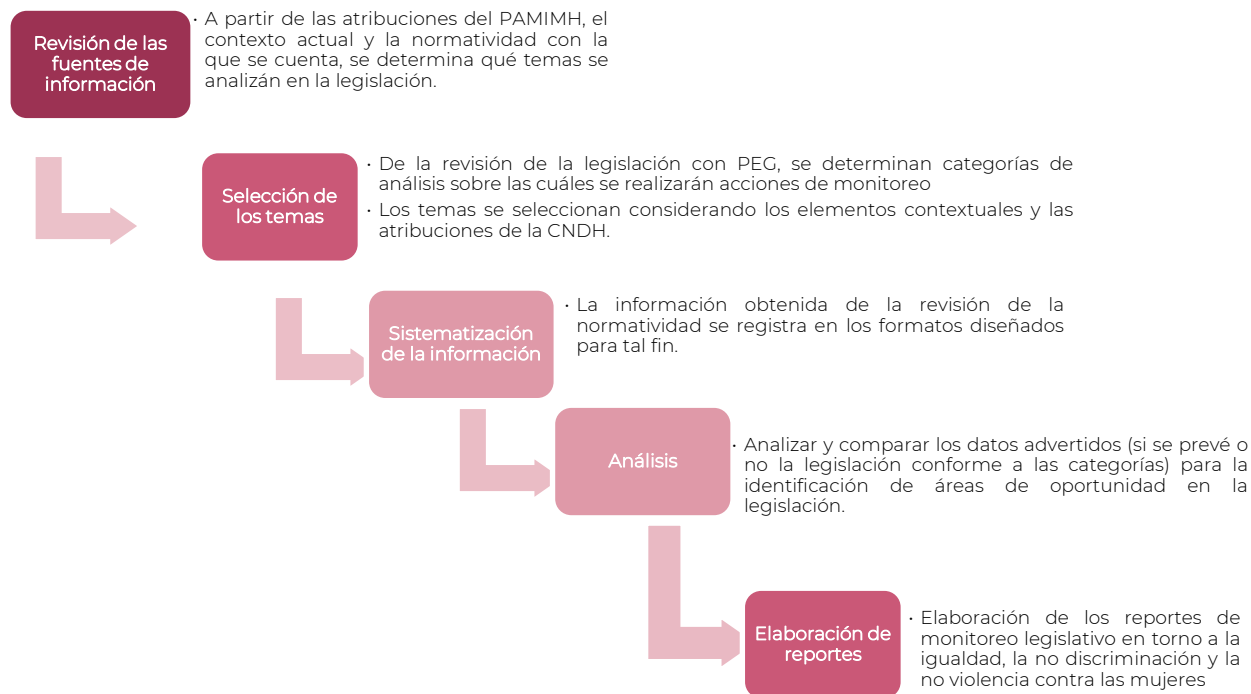 Revisión de las
fuentes de
información
· A partir de las atribuciones del PAMIMH, el
contexto actual y la normatividad con la
que se cuenta, se determina qué temas se
analizán en la legislación.
Selección de
los temas
· De la revisión de la legislación con PEG, se determinan categorías de
análisis sobre las cuáles se realizarán acciones de monitoreo
· Los temas se seleccionan considerando los elementos contextuales y las
atribuciones de la CNDH.
Sistematización
de la información
· La información obtenida de la revisión de la
normatividad se registra en los formatos diseñados
para tal fin.
Análisis
· Analizar y comparar los datos advertidos (si se prevé o
no la legislación conforme a las categorías) para la
identificación de áreas de oportunidad en la
legislación.
Elaboración de
reportes
· Elaboración de los reportes de
monitoreo legislativo en torno a la
igualdad, la no discriminación y la
no violencia contra las mujeres